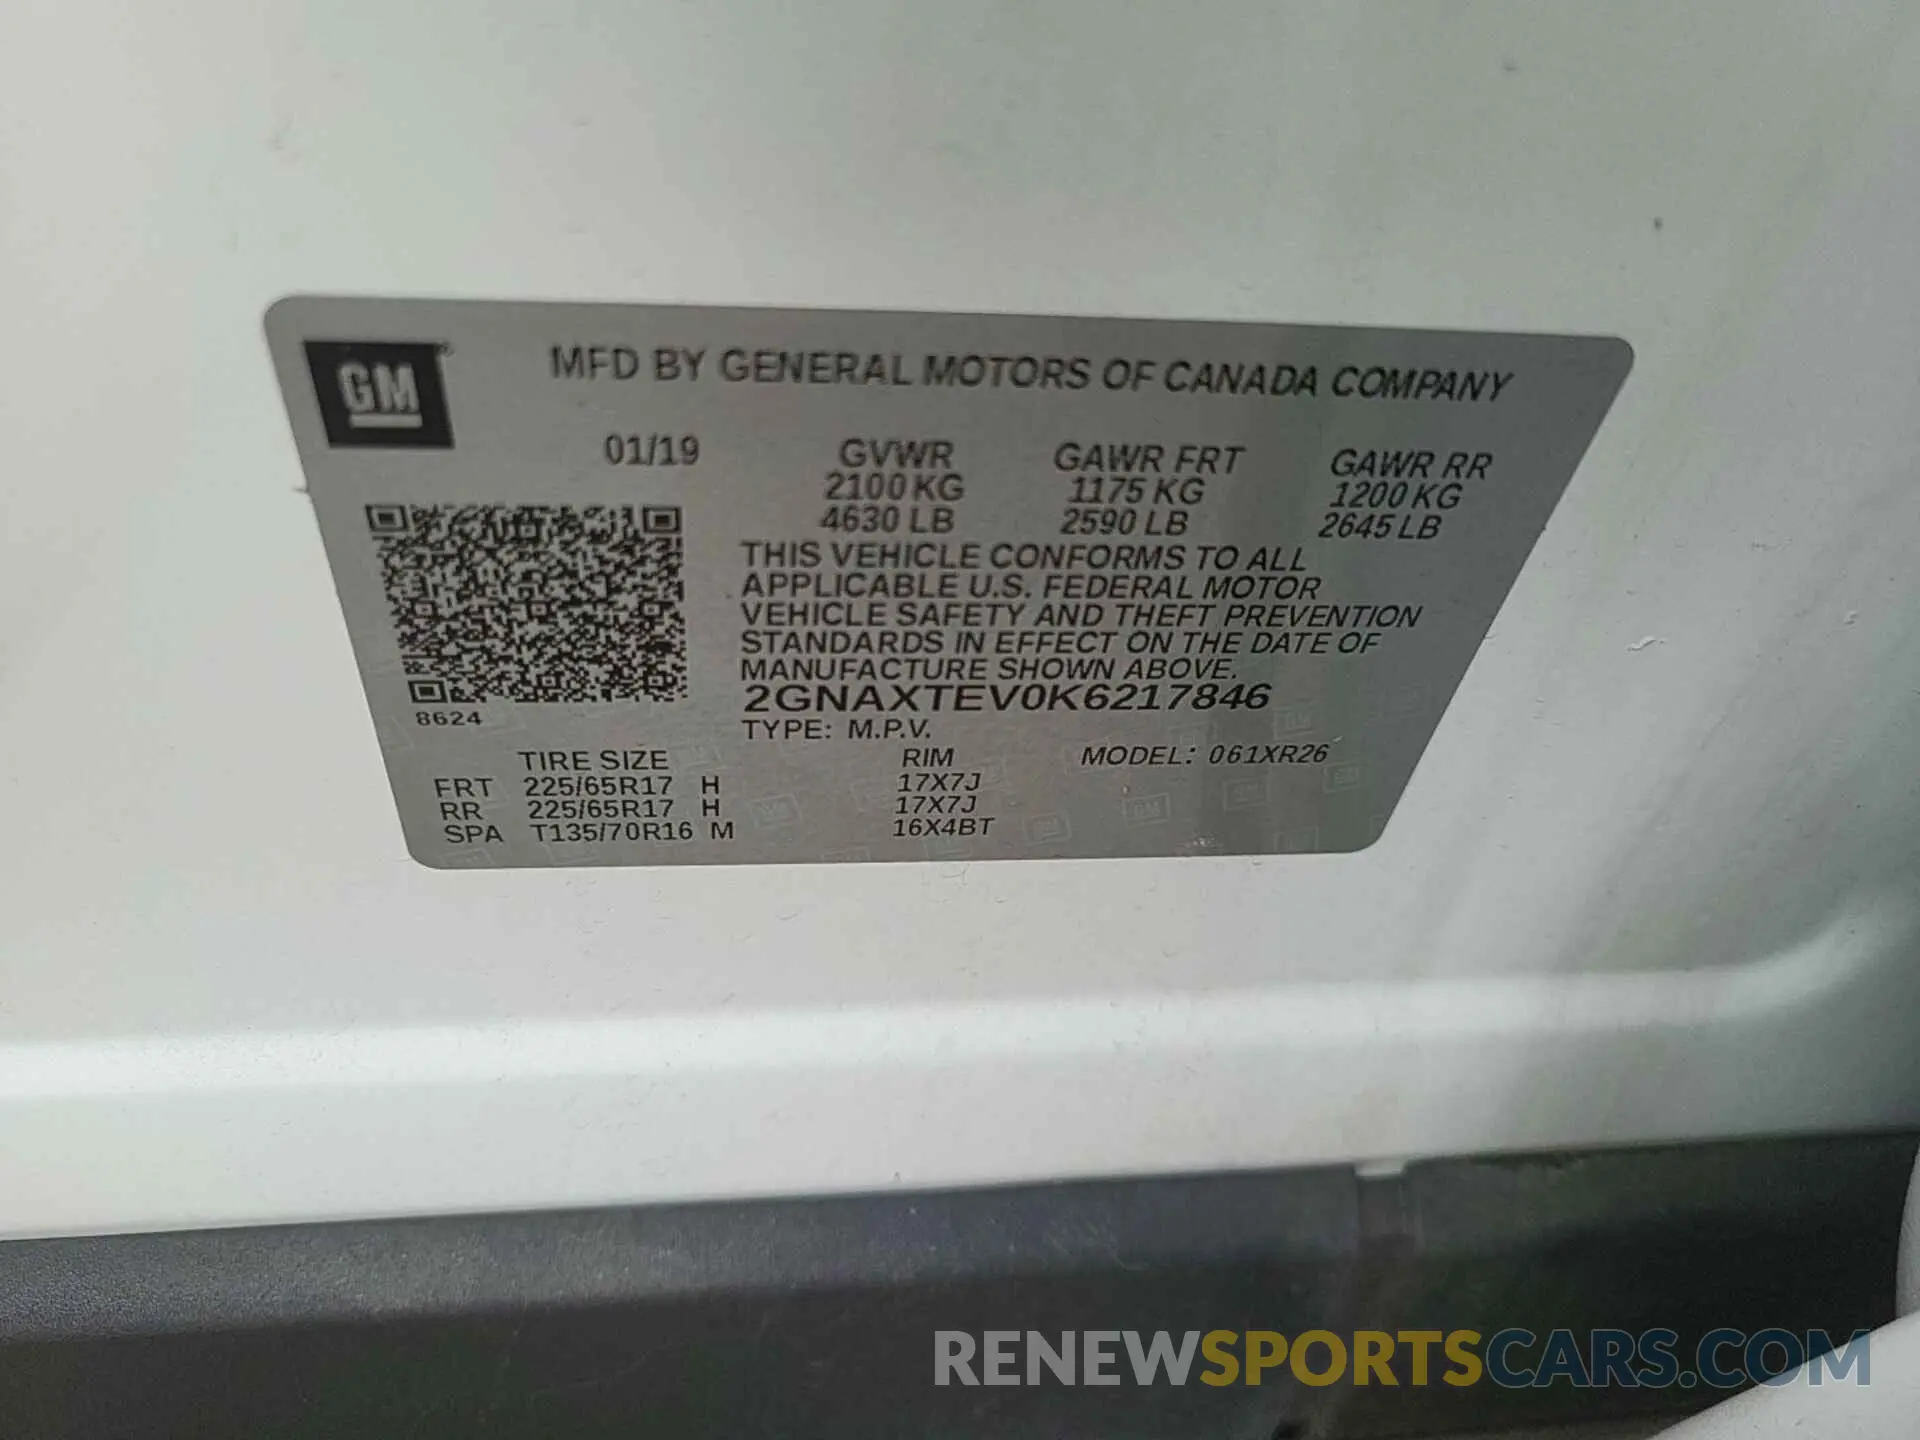 GM®
MFD BY GENERAL MOTORS OF CANADA COMPANY
01/19 GVWR GAWR FRT GAWR RR
2100 KG 1175 KG 1200 KG
4630 LB 2590 LB 2645 LB
THIS VEHICLE CONFORMS TO ALL
APPLICABLE U.S. FEDERAL MOTOR
VEHICLE SAFETY AND THEFT PREVENTION
STANDARDS IN EFFECT ON THE DATE OF
MANUFACTURE SHOWN ABOVE.
2GNAXTEV0K6217846
8624
TYPE: M.P.V.
TIRE SIZE RIM MODEL: 061XR26
FRT 225/65R17 H 17X7J
RR 225/65R17 H 17X7J
SPA T135/70R16 M 16X4BT
RENEWSPORTSCARS.COM